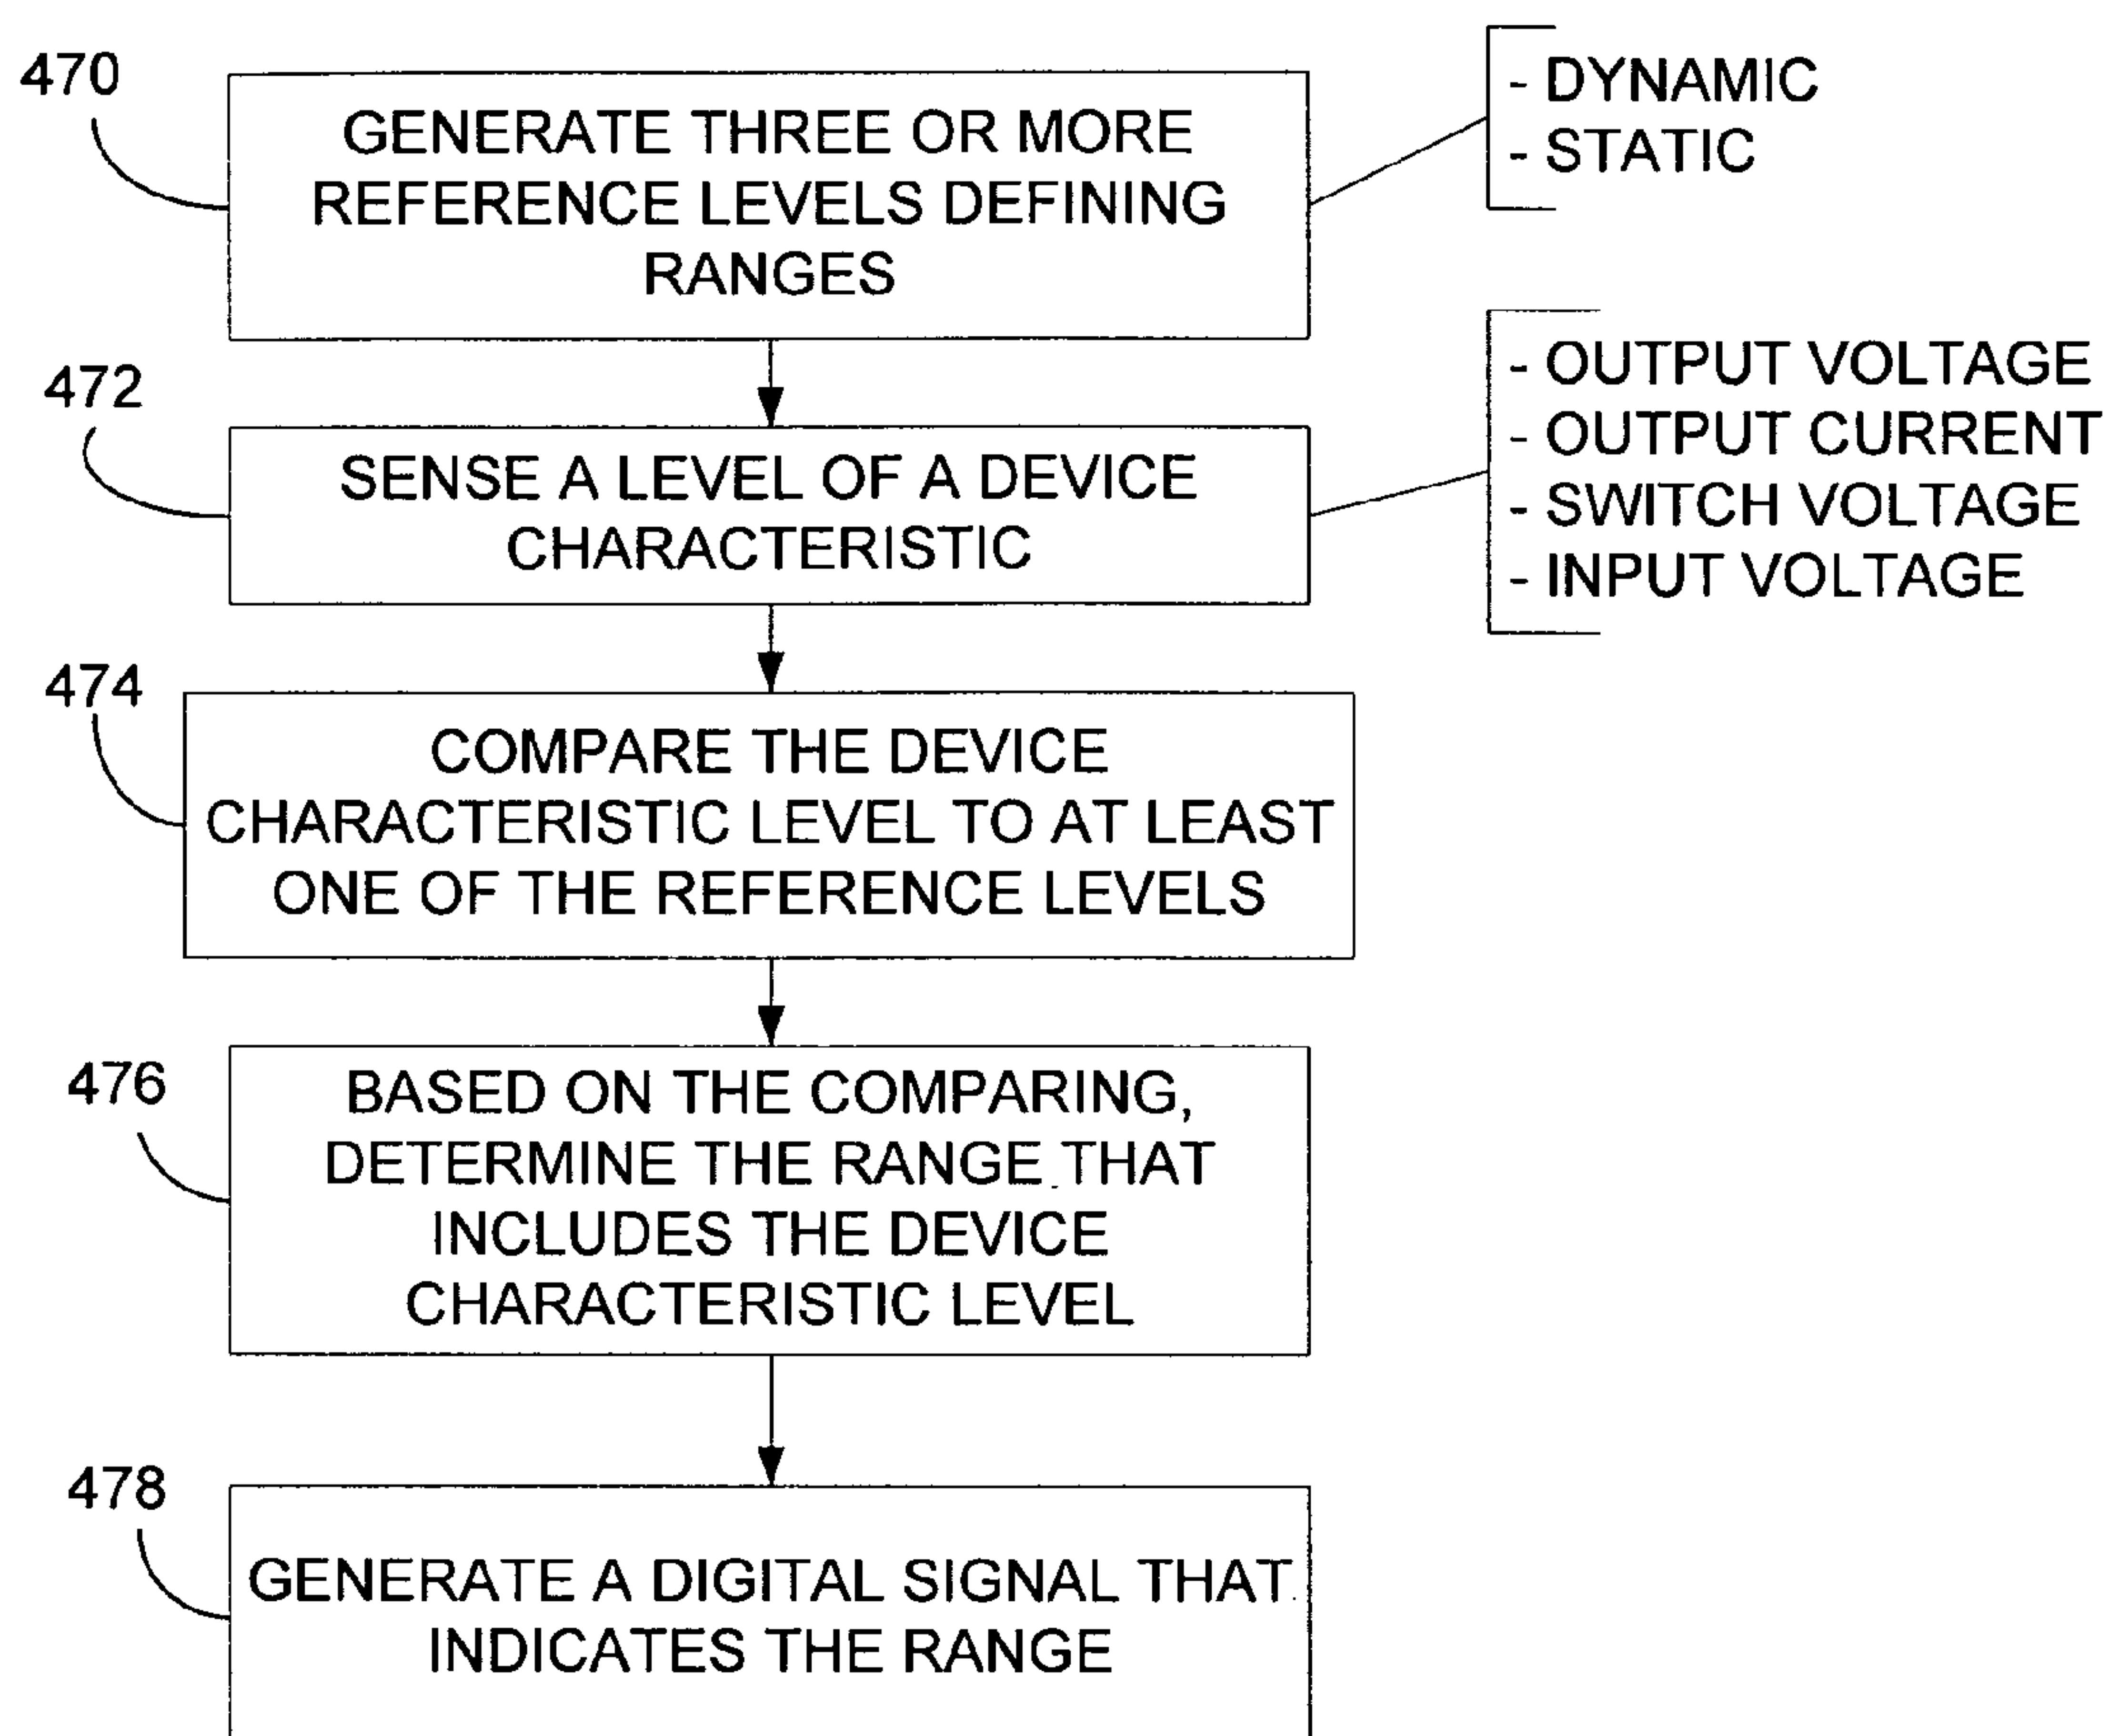 470
GENERATE THREE OR MORE
REFERENCE LEVELS DEFINING
RANGES
- DYNAMIC
- STATIC
472
SENSE A LEVEL OF A DEVICE
CHARACTERISTIC
- OUTPUT VOLTAGE
- OUTPUT CURRENT
- SWITCH VOLTAGE
- INPUT VOLTAGE
474
COMPARE THE DEVICE
CHARACTERISTIC LEVEL TO AT LEAST
ONE OF THE REFERENCE LEVELS
476
BASED ON THE COMPARING,
DETERMINE THE RANGE THAT
INCLUDES THE DEVICE
CHARACTERISTIC LEVEL
478
GENERATE A DIGITAL SIGNAL THAT
INDICATES THE RANGE